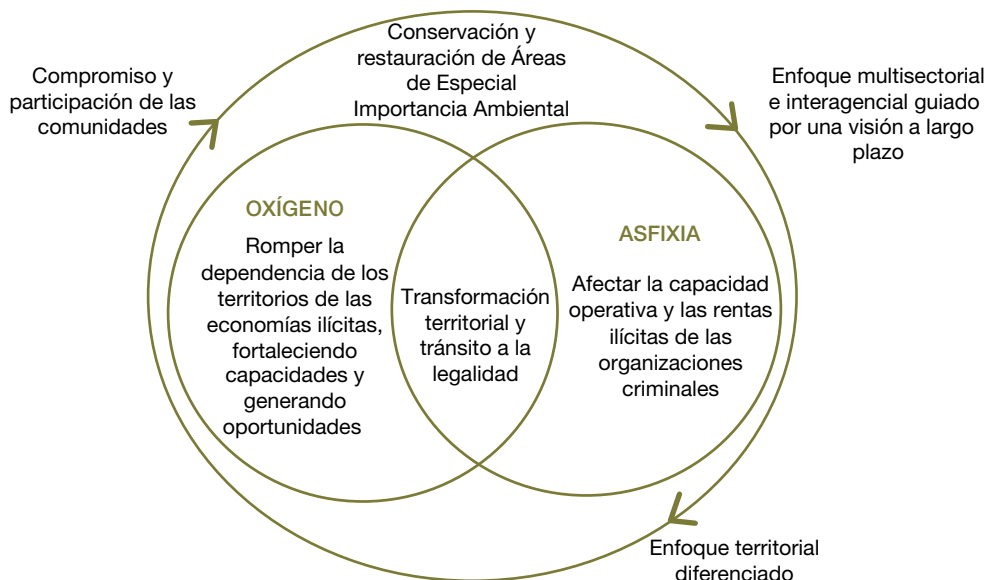 Conservación y
restauración de Áreas
de Especial
Importancia Ambiental
Compromiso y
participación de las
comunidades
Enfoque multisectorial
e interagencial guiado
por una visión a largo
plazo
OXÍGENO
Romper la
dependencia de los
territorios de las
economías ilícitas,
fortaleciendo
capacidades y
generando
oportunidades
Transformación
territorial y
tránsito a la
legalidad
ASFIXIA
Afectar la capacidad
operativa y las rentas
ilícitas de las
organizaciones
criminales
Enfoque territorial
diferenciado